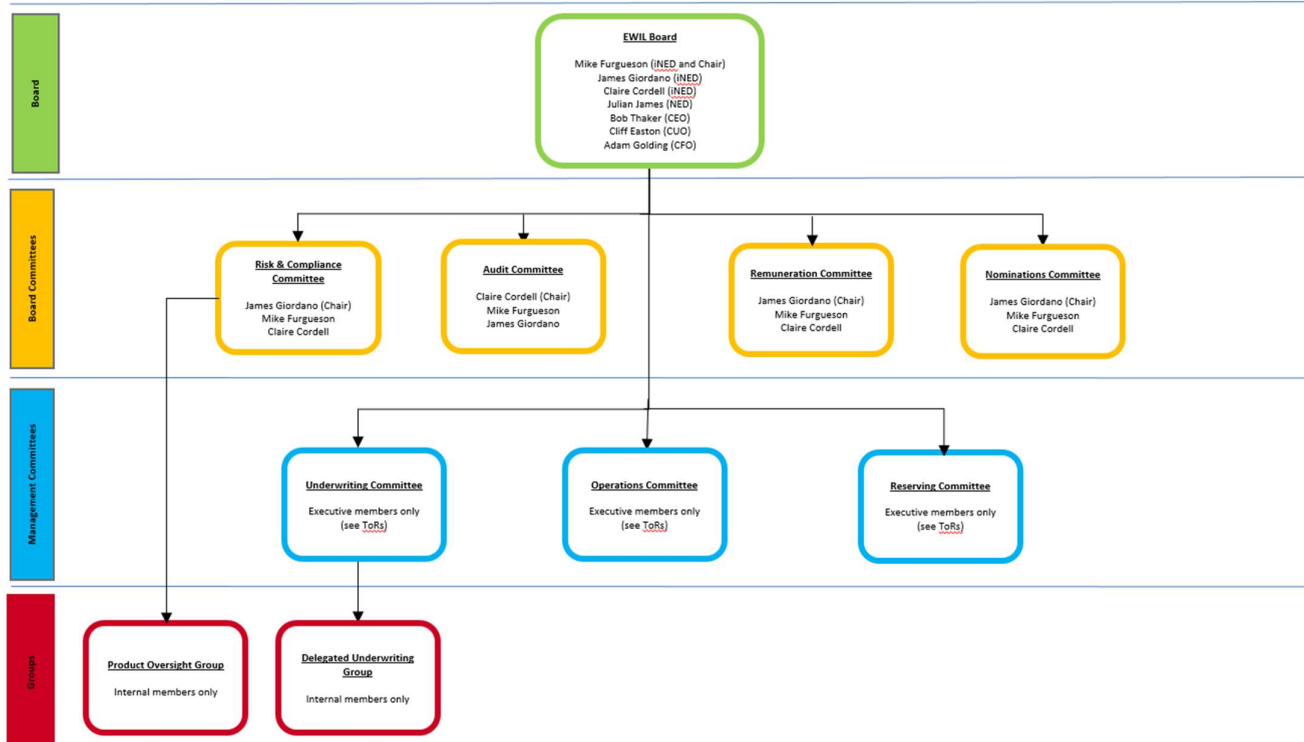 Board
EWIL Board
Mike Furgueson (iNED and Chair)
James Giordano (iNED)
Claire Cordell (iNED)
Julian James (NED)
Bob Thaker (CEO)
Cliff Easton (CUO)
Adam Golding (CFO)
Board Committees
Risk & Compliance
Committee
James Giordano (Chair)
Mike Furgueson
Claire Cordell
Audit Committee
Claire Cordell (Chair)
Mike Furgueson
James Giordano
Remuneration Committee
James Giordano (Chair)
Mike Furgueson
Claire Cordell
Nominations Committee
James Giordano (Chair)
Mike Furgueson
Claire Cordell
Management Committees
Underwriting Committee
Executive members only
(see ToRs)
Operations Committee
Executive members only
(see ToRs)
Reserving Committee
Executive members only
(see ToRs)
Groups
Product Oversight Group
Internal members only
Delegated Underwriting
Group
Internal members only